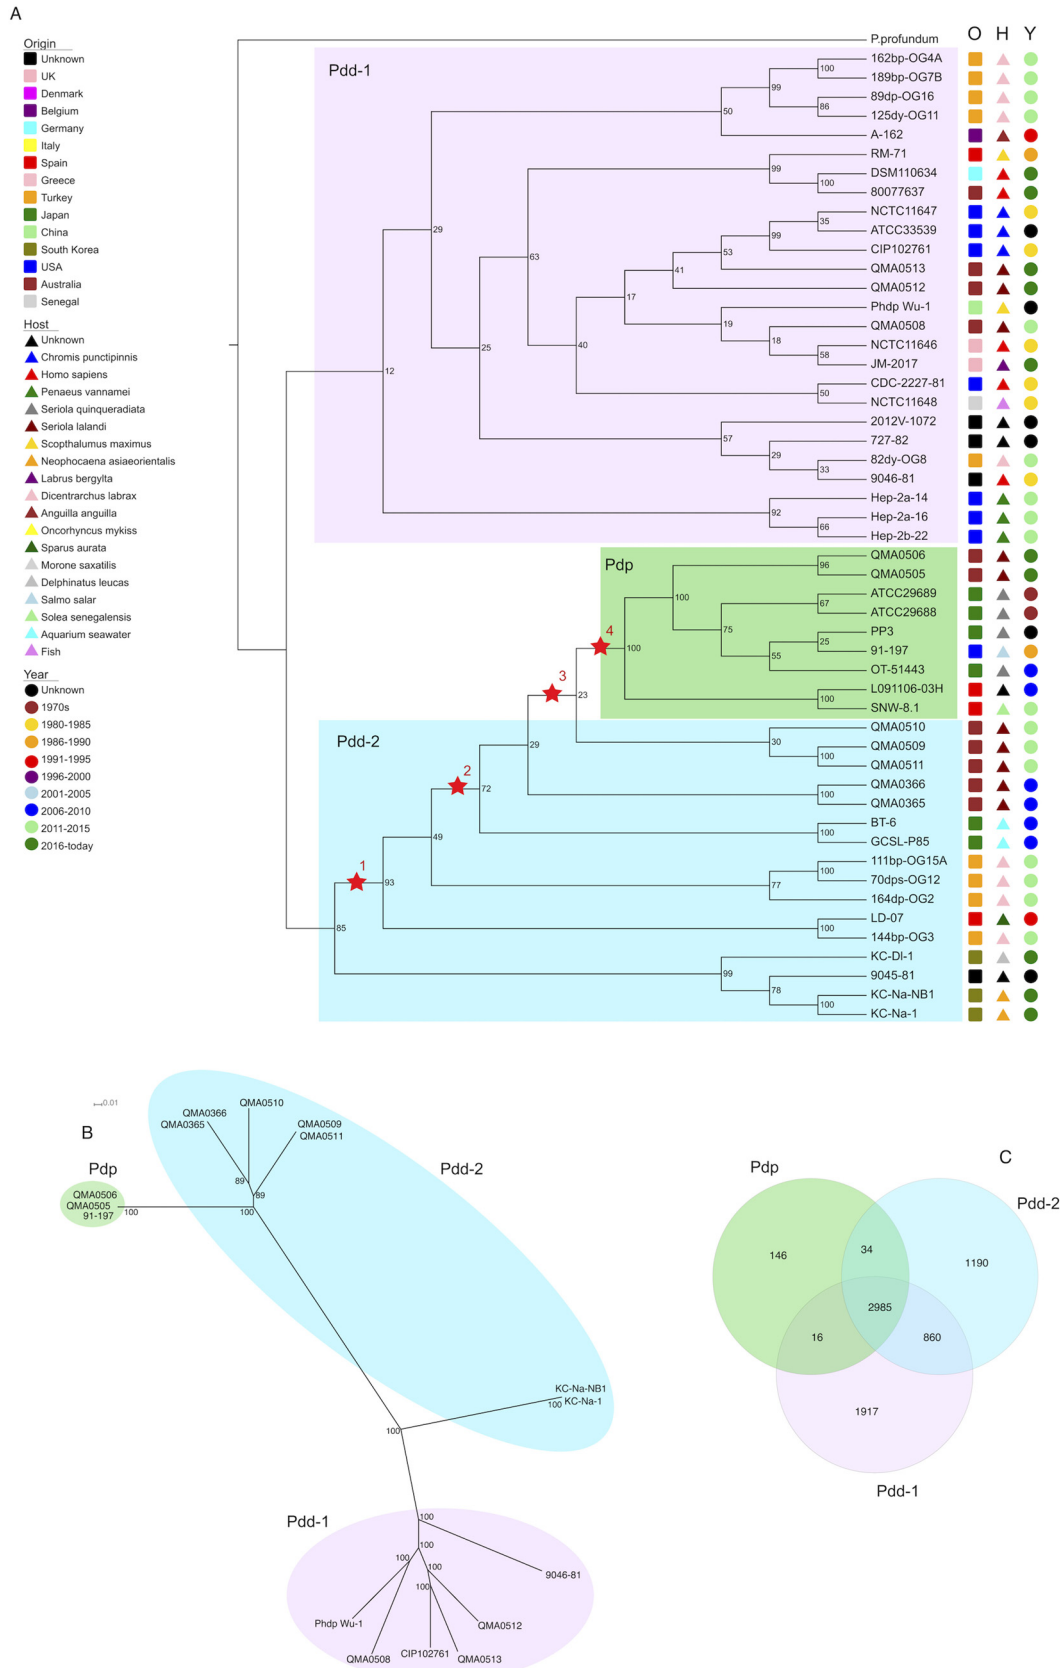 A
Origin
Unknown
UK
Denmark
Belgium
Germany
Italy
Spain
Greece
Turkey
Japan
China
South Korea
USA
Australia
Senegal
Host
Unknown
Chromis punctipinnis
Homo sapiens
Penaeus vannamei
Seriola quinqueradiata
Seriola lalandi
Scopthalumus maximus
Neophocaena asiaeorientalis
Labrus bergylta
Dicentrarchus labrax
Anguilla anguilla
Oncorhyncus mykiss
Sparus aurata
Morone saxatilis
Delphinatus leucas
Salmo salar
Solea senegalensis
Aquarium seawater
Fish
Year
Unknown
1970s
1980-1985
1986-1990
1991-1995
1996-2000
2001-2005
2006-2010
2011-2015
2016-today
O H Y
P.profundum
Pdd-1
162bp-OG4A
100
189bp-OG7B
99
89dp-OG16
86
125dy-OG11
50
A-162
RM-71
99
DSM110634
100
80077637
NCTC11647
35
ATCC33539
29
99
CIP102761
53
63
QMA0513
41
QMA0512
17
Phdp Wu-1
19
QMA0508
18
NCTC11646
25
40
58
JM-2017
12
CDC-2227-81
50
NCTC11648
2012V-1072
57
727-82
29
82dy-OG8
33
9046-81
Hep-2a-14
92
Hep-2a-16
66
Hep-2b-22
Pdp
QMA0506
96
QMA0505
ATCC29689
100
67
ATCC29688
75
PP3
4
25
100
91-197
55
OT-51443
3
L091106-03H
23
100
SNW-8.1
Pdd-2
QMA0510
30
QMA0509
29
100
QMA0511
2
QMA0366
72
100
QMA0365
BT-6
49
100
GCSL-P85
111bp-OG15A
1
100
93
70dps-OG12
77
164dp-OG2
LD-07
85
100
144bp-OG3
KC-Dl-1
99
9045-81
78
KC-Na-NB1
100
KC-Na-1
0.01
B
QMA0510
QMA0366
QMA0365
QMA0509
QMA0511
Pdp
Pdd-2
89
89
QMA0506
QMA0505
91-197
100
100
KC-Na-NB1
100 KC-Na-1
100
Pdd-1
100
100
100
100
100
9046-81
Phdp Wu-1
QMA0512
QMA0508
CIP102761
QMA0513
C
Pdp
Pdd-2
146
34
1190
2985
16
860
1917
Pdd-1